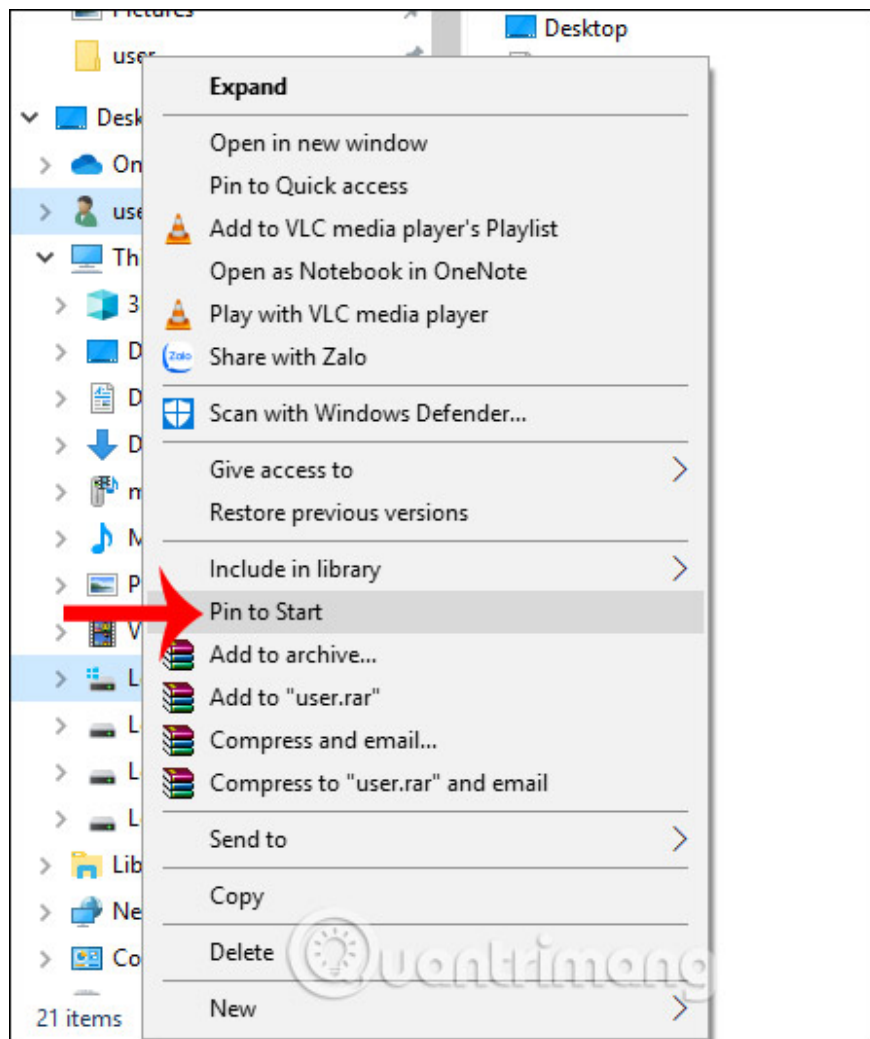 Pictures
user
Desktop
Expand
Desk
Open in new window
On
Pin to Quick access
use
Add to VLC media player's Playlist
Thi
Open as Notebook in OneNote
3
Play with VLC media player
D
Zalo
Share with Zalo
D
Scan with Windows Defender...
D
Give access to
m
Restore previous versions
M
Include in library
P
Pin to Start
V
Add to archive...
L
Add to "user.rar"
L
Compress and email...
L
Compress to "user.rar" and email
L
Send to
Lib
Copy
Ne
Delete
Co
Quantrimang
New
21 items